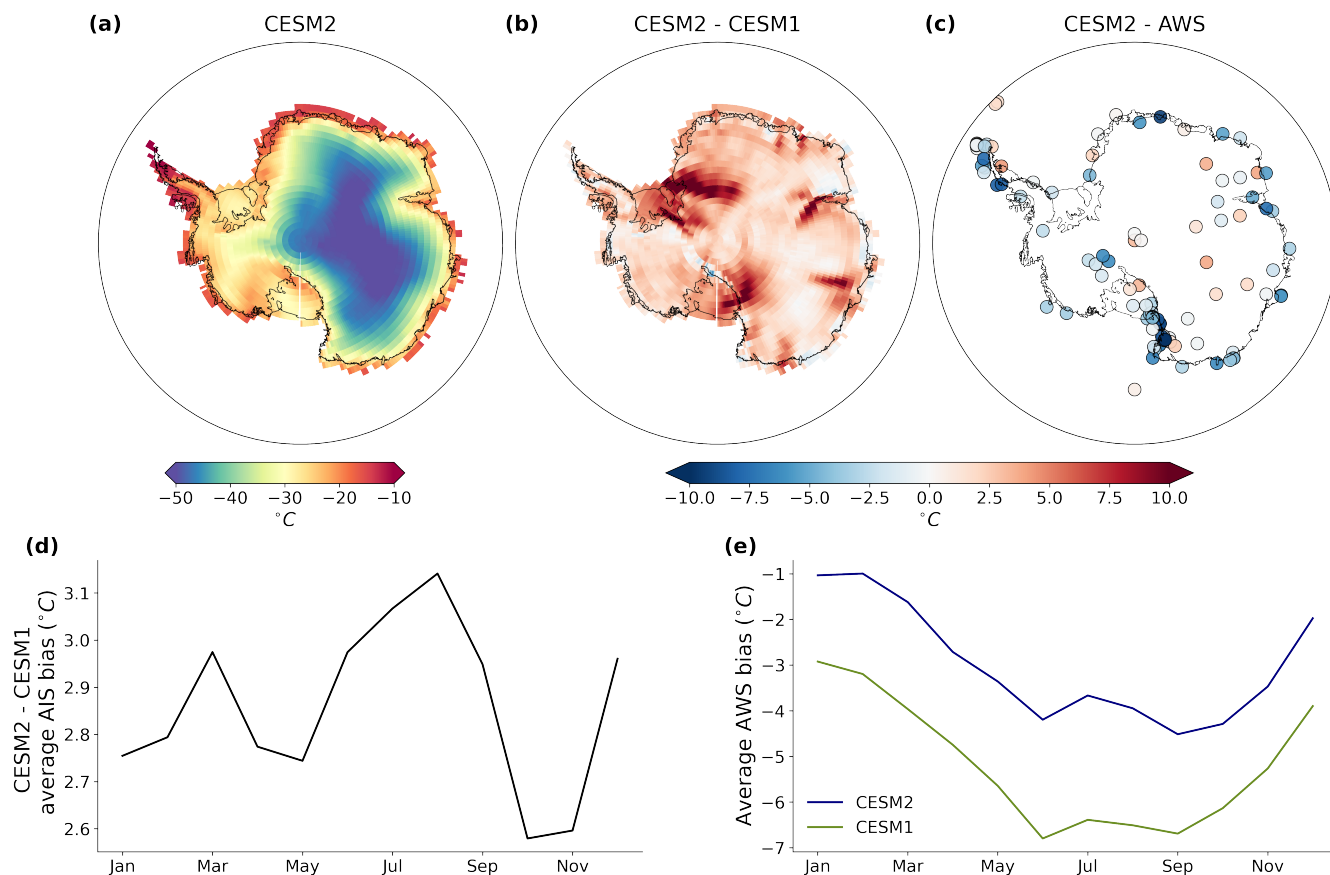 (a) CESM2
(b) CESM2 - CESM1
(c) CESM2 - AWS
−50 −40 −30 −20 −10
°C
−10.0 −7.5 −5.0 −2.5 0.0 2.5 5.0 7.5 10.0
°C
(d)
CESM2 - CESM1
average AIS bias (°C)
3.1
3.0
2.9
2.8
2.7
2.6
Jan Mar May Jul Sep Nov
(e)
Average AWS bias (°C)
−1
−2
−3
−4
−5
−6
−7
CESM2
CESM1
Jan Mar May Jul Sep Nov